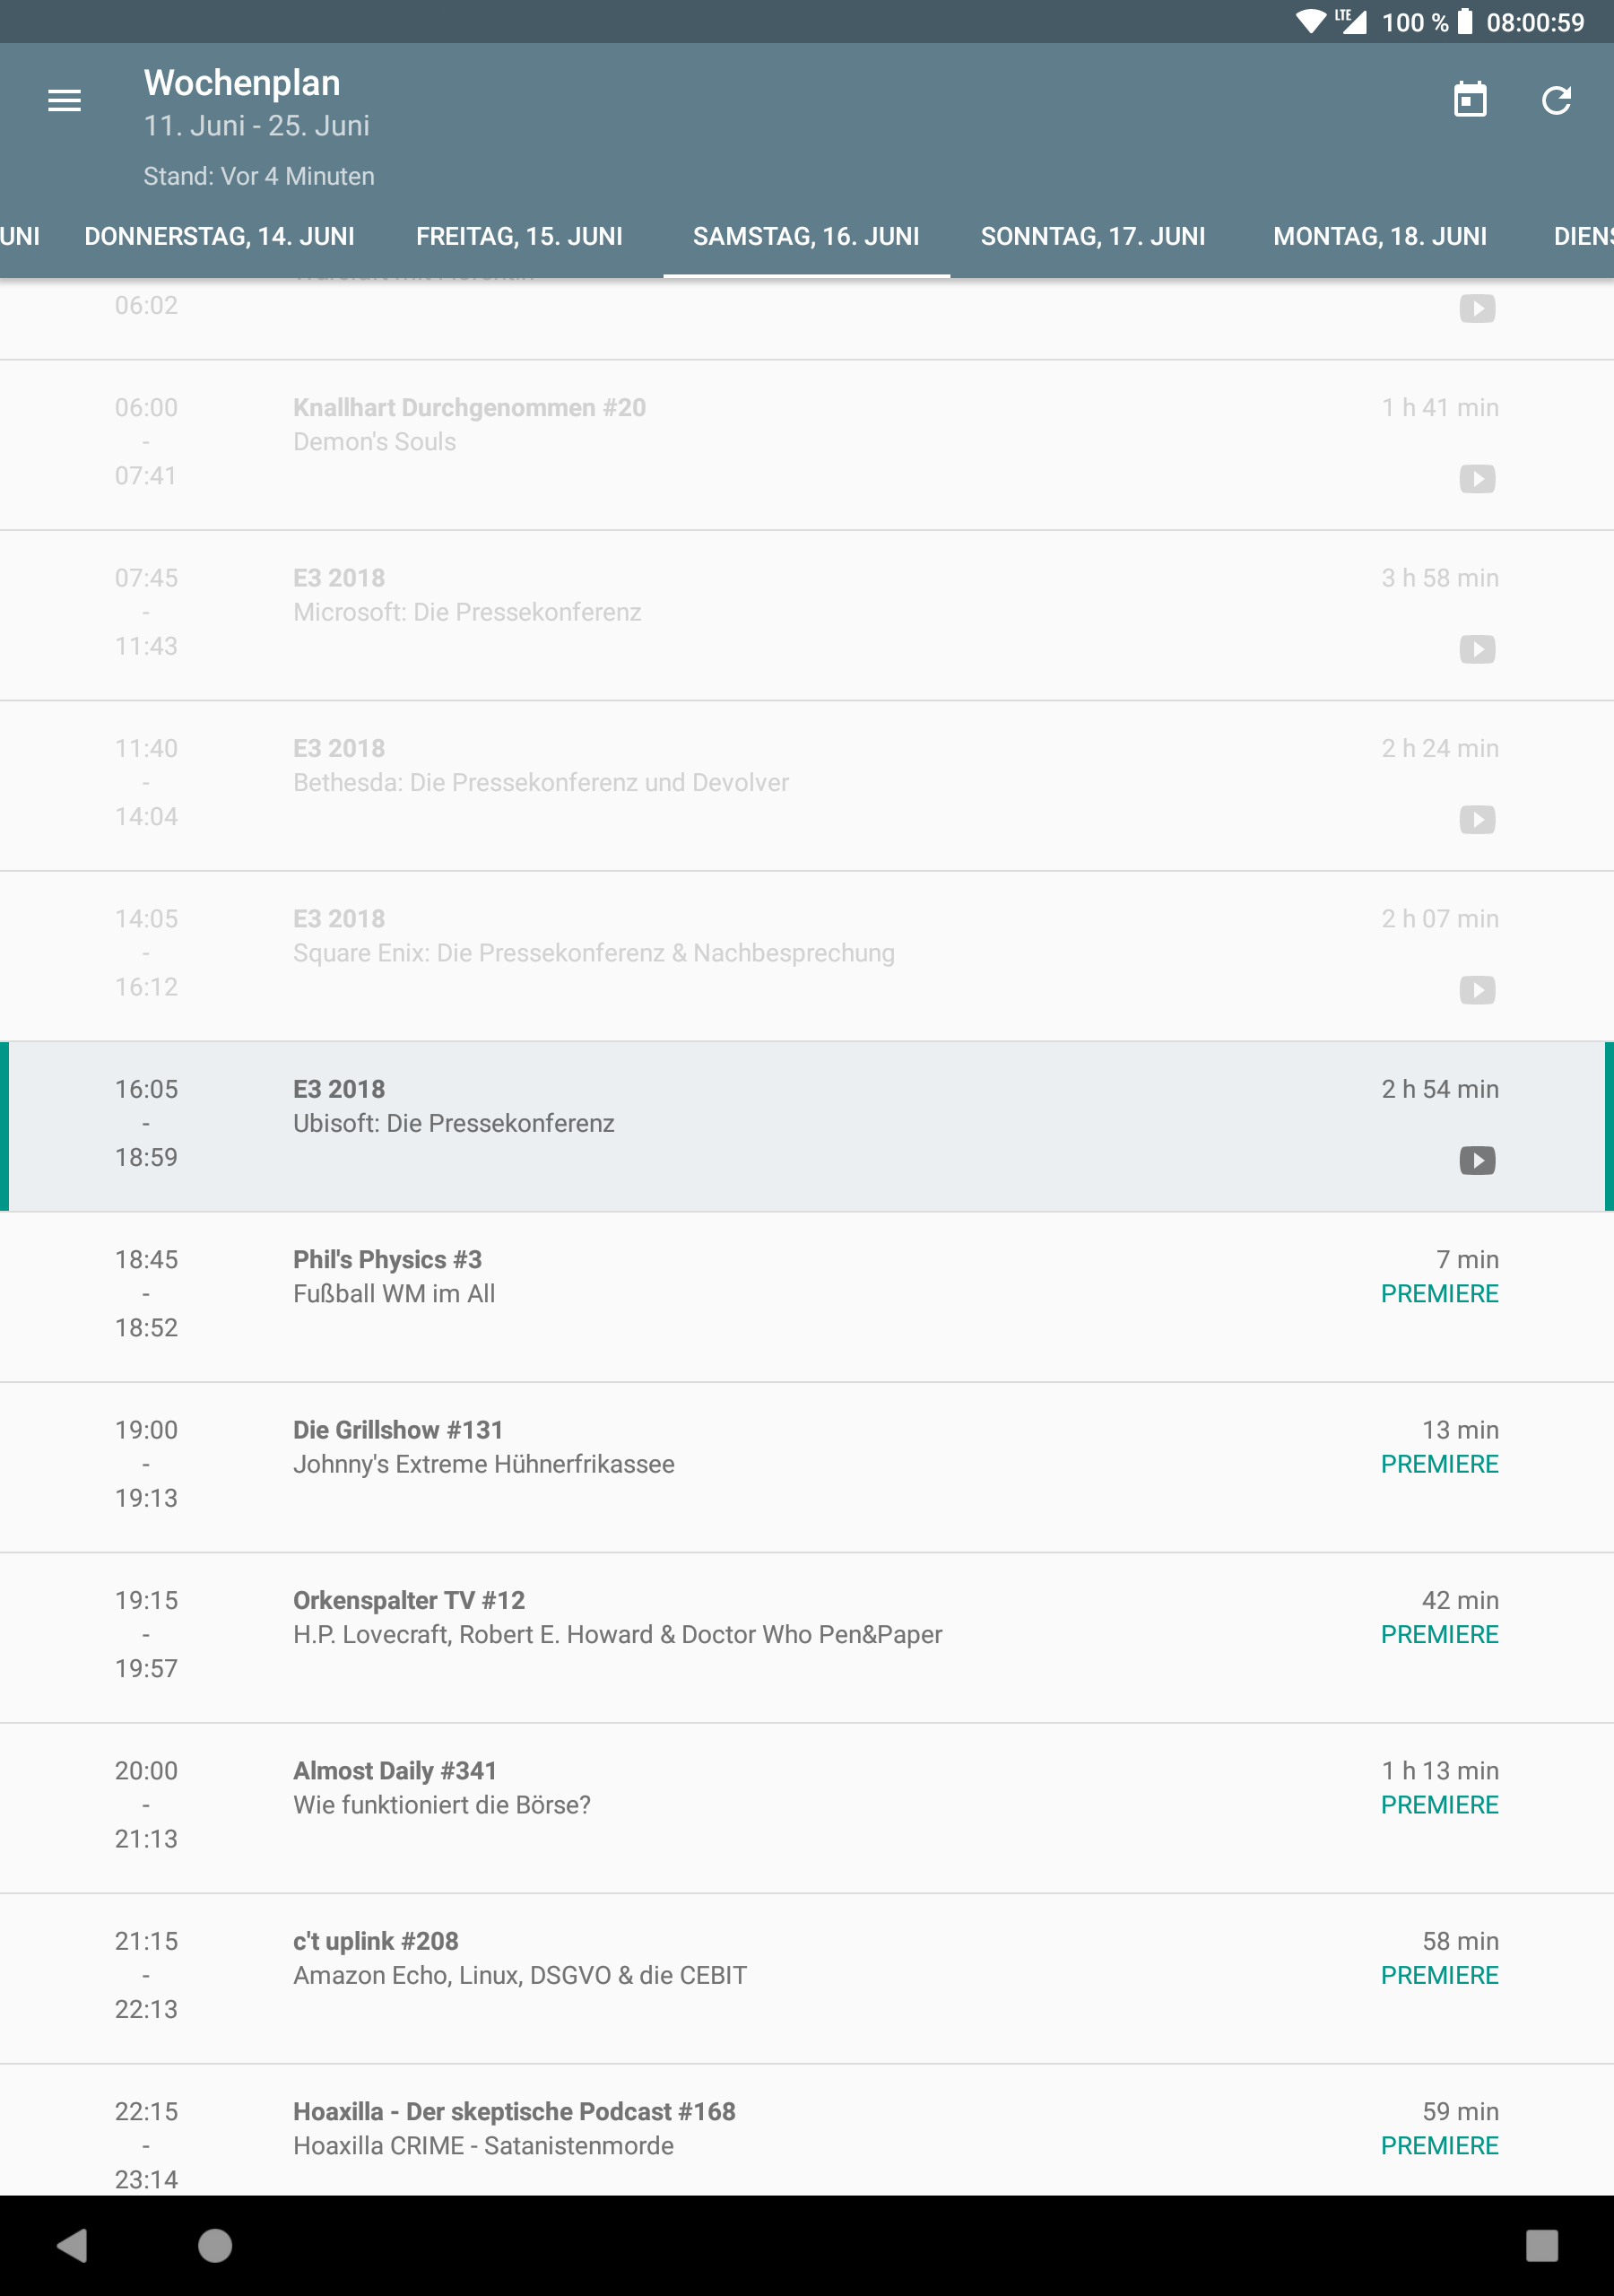 LTE 100 % 08:00:59
Wochenplan
11. Juni - 25. Juni
Stand: Vor 4 Minuten
UNI DONNERSTAG, 14. JUNI FREITAG, 15. JUNI SAMSTAG, 16. JUNI SONNTAG, 17. JUNI MONTAG, 18. JUNI DIENS
06:02
06:00 Knallhart Durchgenommen #20 1 h 41 min
- Demon's Souls
07:41
07:45 E3 2018 3 h 58 min
- Microsoft: Die Pressekonferenz
11:43
11:40 E3 2018 2 h 24 min
- Bethesda: Die Pressekonferenz und Devolver
14:04
14:05 E3 2018 2 h 07 min
- Square Enix: Die Pressekonferenz & Nachbesprechung
16:12
16:05 E3 2018 2 h 54 min
- Ubisoft: Die Pressekonferenz
18:59
18:45 Phil's Physics #3 7 min
- Fußball WM im All PREMIERE
18:52
19:00 Die Grillshow #131 13 min
- Johnny's Extreme Hühnerfrikassee PREMIERE
19:13
19:15 Orkenspalter TV #12 42 min
- H.P. Lovecraft, Robert E. Howard & Doctor Who Pen&Paper PREMIERE
19:57
20:00 Almost Daily #341 1 h 13 min
- Wie funktioniert die Börse? PREMIERE
21:13
21:15 c't uplink #208 58 min
- Amazon Echo, Linux, DSGVO & die CEBIT PREMIERE
22:13
22:15 Hoaxilla - Der skeptische Podcast #168 59 min
- Hoaxilla CRIME - Satanistenmorde PREMIERE
23:14